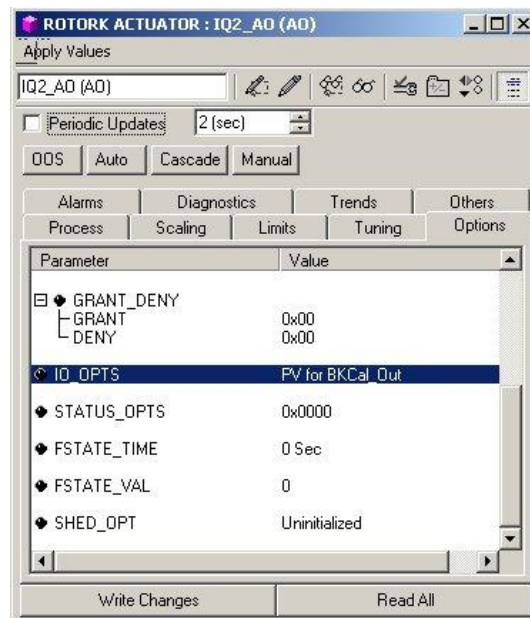 ROTORK ACTUATOR : IQ2_AO (AO)
Apply Values
IQ2_AO (AO)
Periodic Updates 2 (sec)
OOS Auto Cascade Manual
Alarms Diagnostics Trends Others
Process Scaling Limits Tuning Options
Parameter Value
GRANT_DENY
GRANT 0x00
DENY 0x00
IO_OPTS PV for BKCal_Out
STATUS_OPTS 0x0000
FSTATE_TIME 0 Sec
FSTATE_VAL 0
SHED_OPT Uninitialized
Write Changes Read All